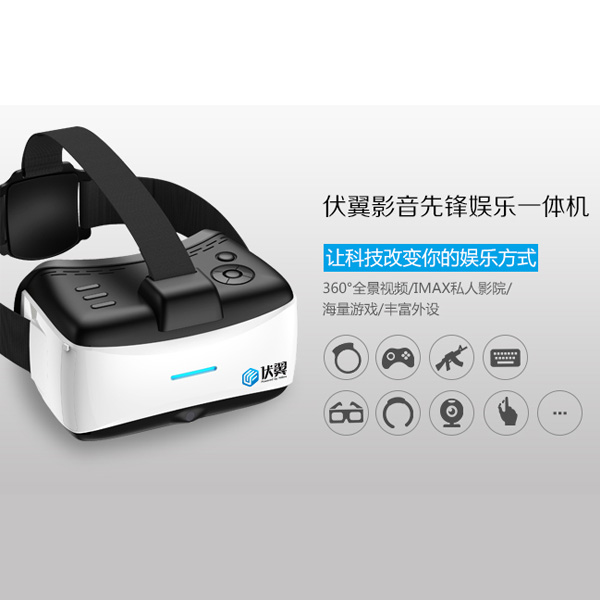 伏翼影音先锋娱乐一体机
让科技改变你的娱乐方式
360°全景视频/IMAX私人影院/
海量游戏/丰富外设
伏翼
...